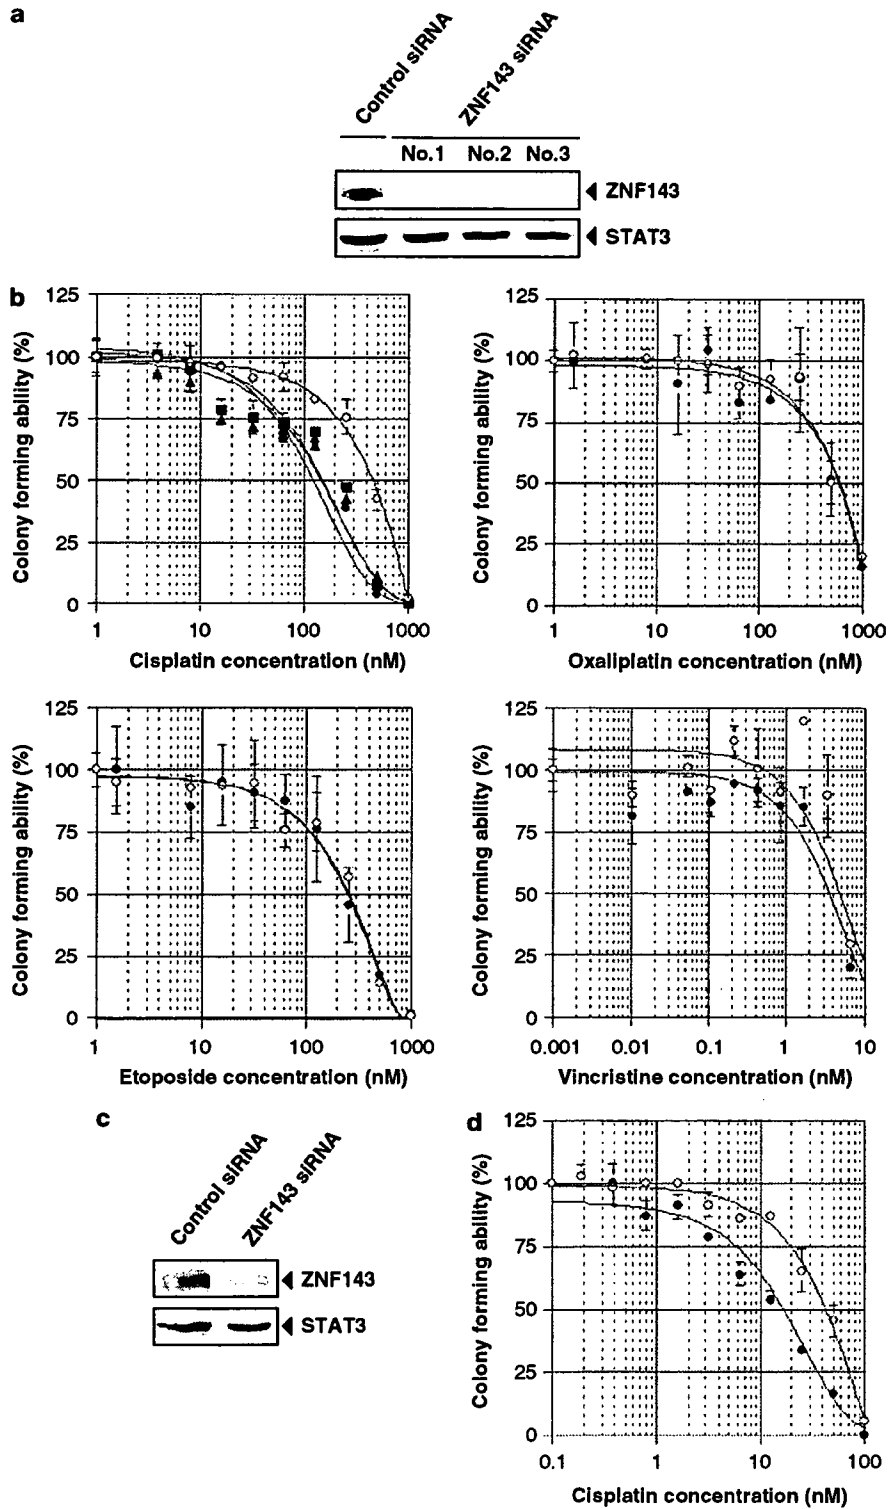 a
Control siRNA
ZNF143 siRNA
No.1 No.2 No.3
ZNF143
STAT3
b
125
100
75
50
25
0
Colony forming ability (%)
1 10 100 1000
Cisplatin concentration (nM)
125
100
75
50
25
0
Colony forming ability (%)
1 10 100 1000
Oxaliplatin concentration (nM)
125
100
75
50
25
0
Colony forming ability (%)
1 10 100 1000
Etoposide concentration (nM)
125
100
75
50
25
0
Colony forming ability (%)
0.001 0.01 0.1 1 10
Vincristine concentration (nM)
c
Control siRNA
ZNF143 siRNA
ZNF143
STAT3
d
125
100
75
50
25
0
Colony forming ability (%)
0.1 1 10 100
Cisplatin concentration (nM)